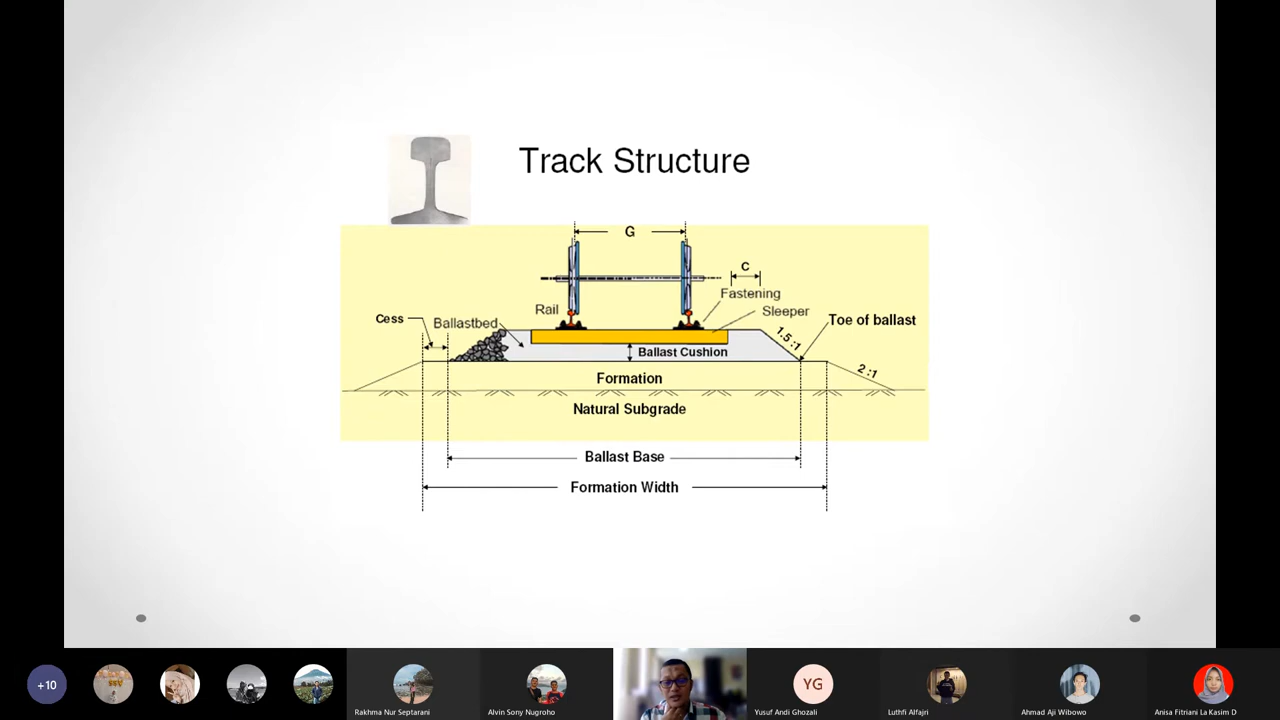 Track Structure
G
C
Fastening
Rail
Sleeper
Cess
Ballastbed
Toe of ballast
1.5 :1
Ballast Cushion
2 :1
Formation
Natural Subgrade
Ballast Base
Formation Width
+10
YG
Rakhma Nur Septarani
Alvin Sony Nugroho
Yusuf Andi Ghozali
Luthfi Alfajri
Ahmad Aji Wibowo
Anisa Fitriani La Kasim D